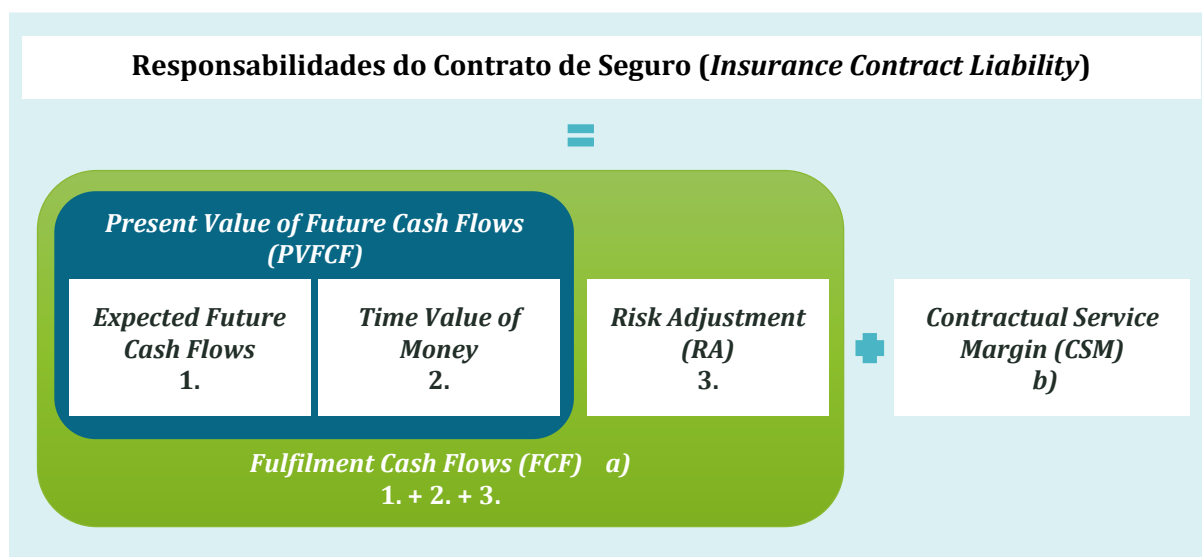 Responsabilidades do Contrato de Seguro (Insurance Contract Liability)
=
Present Value of Future Cash Flows
(PVFCF)
Expected Future
Cash Flows
1.
Time Value of
Money
2.
Risk Adjustment
(RA)
3.
+
Contractual Service
Margin (CSM)
b)
Fulfilment Cash Flows (FCF) a)
1. + 2. + 3.